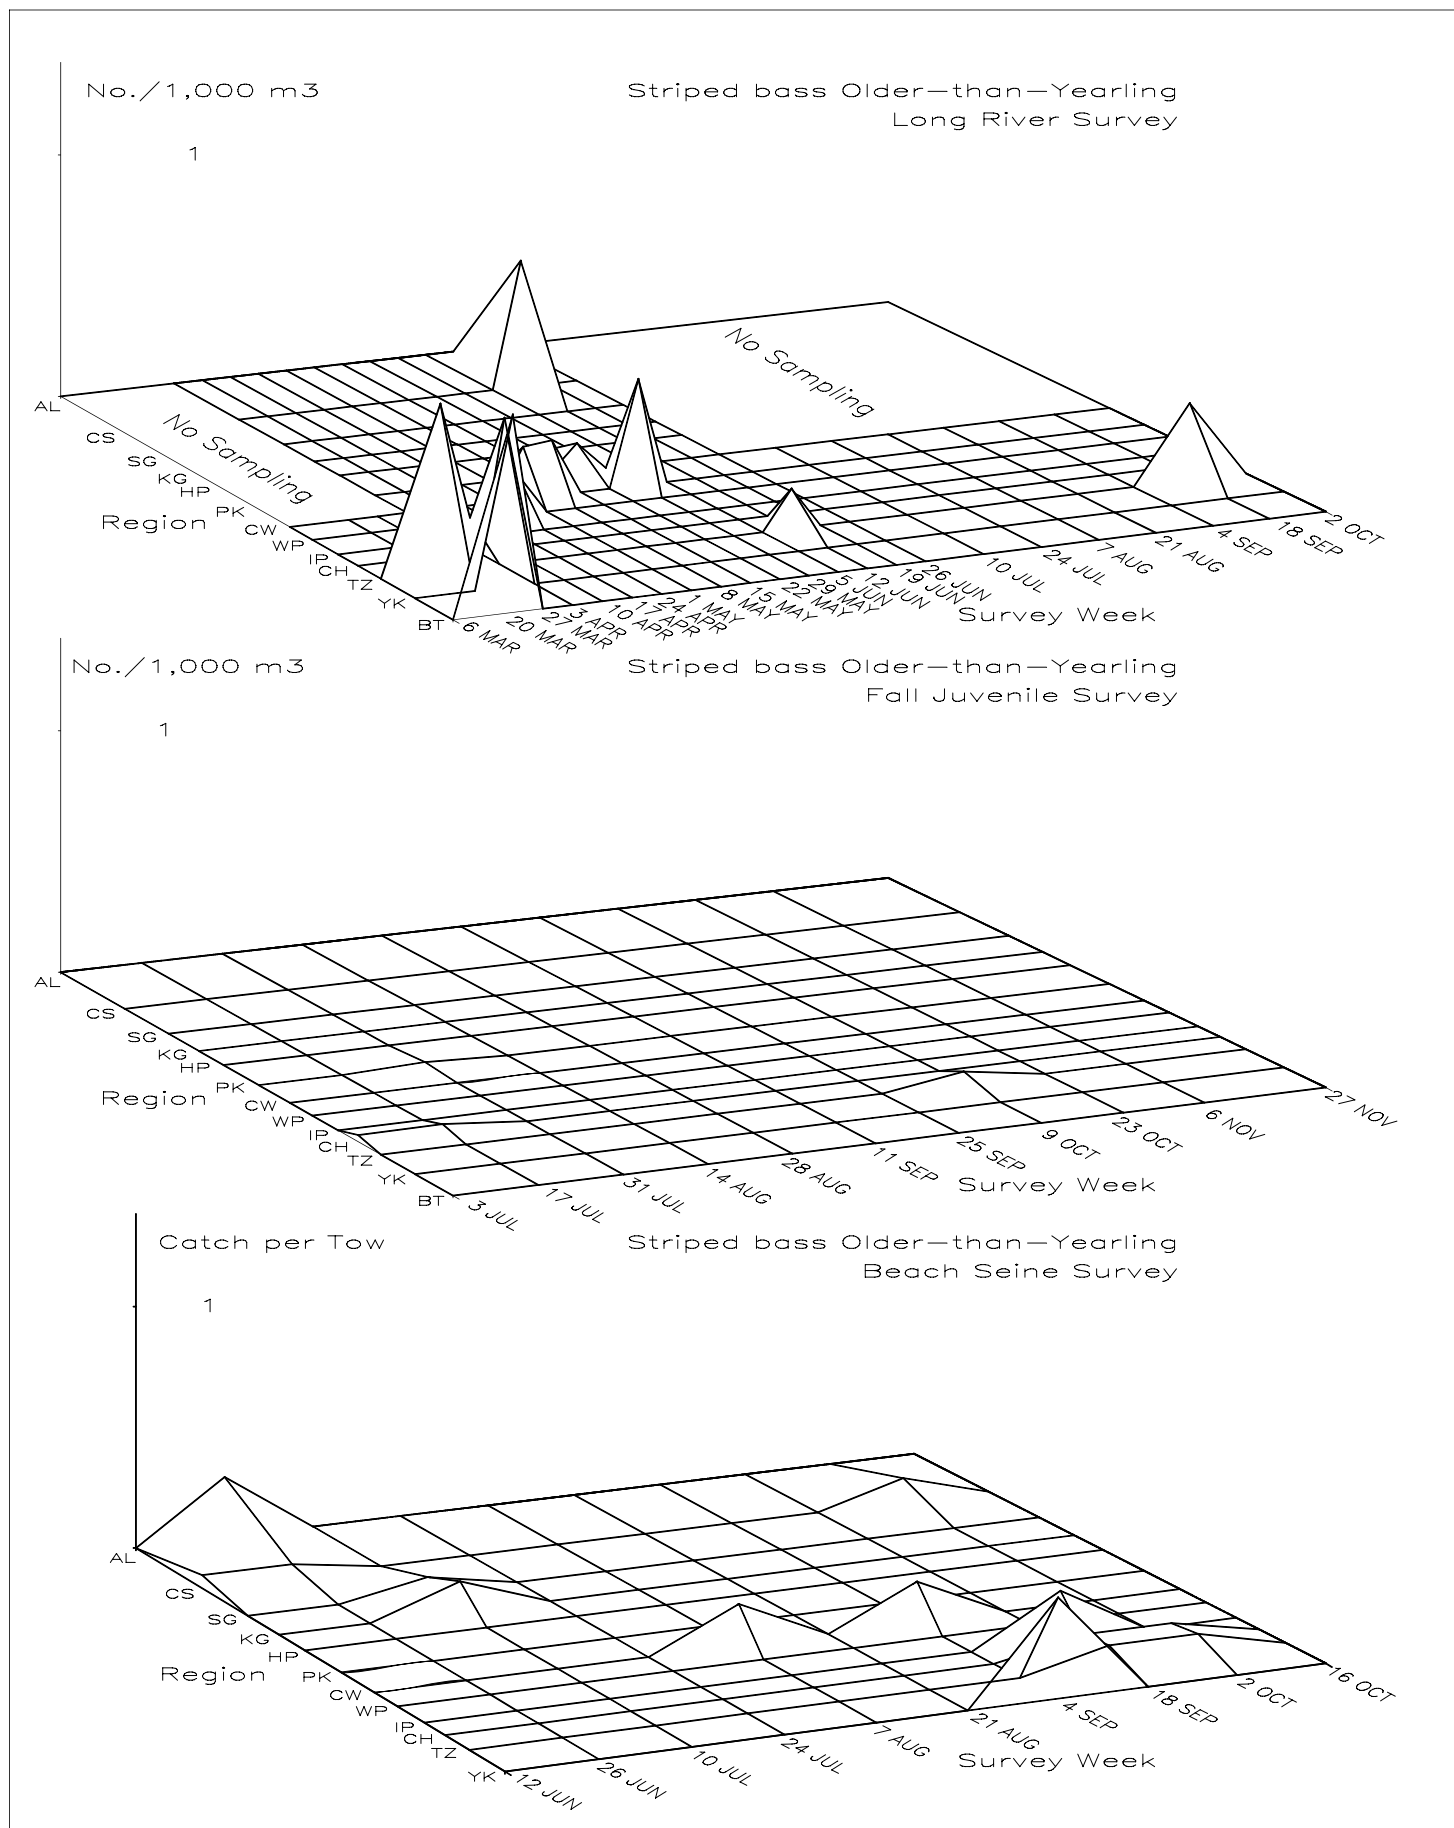 No./1,000 m3
Striped bass Older—than—Yearling
Long River Survey
1
No Sampling
AL
CS
SG
KG
HP
PK
CW
WP
IP
CH
TZ
YK
BT
No Sampling
Region
6 MAR
20 MAR
27 MAR
3 APR
10 APR
17 APR
24 APR
1 MAY
8 MAY
15 MAY
22 MAY
29 MAY
5 JUN
12 JUN
19 JUN
26 JUN
10 JUL
24 JUL
7 AUG
21 AUG
4 SEP
18 SEP
2 OCT
Survey Week
No./1,000 m3
Striped bass Older—than—Yearling
Fall Juvenile Survey
1
AL
CS
SG
KG
HP
PK
CW
WP
IP
CH
TZ
YK
BT
Region
3 JUL
17 JUL
31 JUL
14 AUG
28 AUG
11 SEP
25 SEP
9 OCT
23 OCT
6 NOV
27 NOV
Survey Week
Catch per Tow
Striped bass Older—than—Yearling
Beach Seine Survey
1
AL
CS
SG
KG
HP
PK
CW
WP
IP
CH
TZ
YK
Region
12 JUN
26 JUN
10 JUL
24 JUL
7 AUG
21 AUG
4 SEP
18 SEP
2 OCT
16 OCT
Survey Week